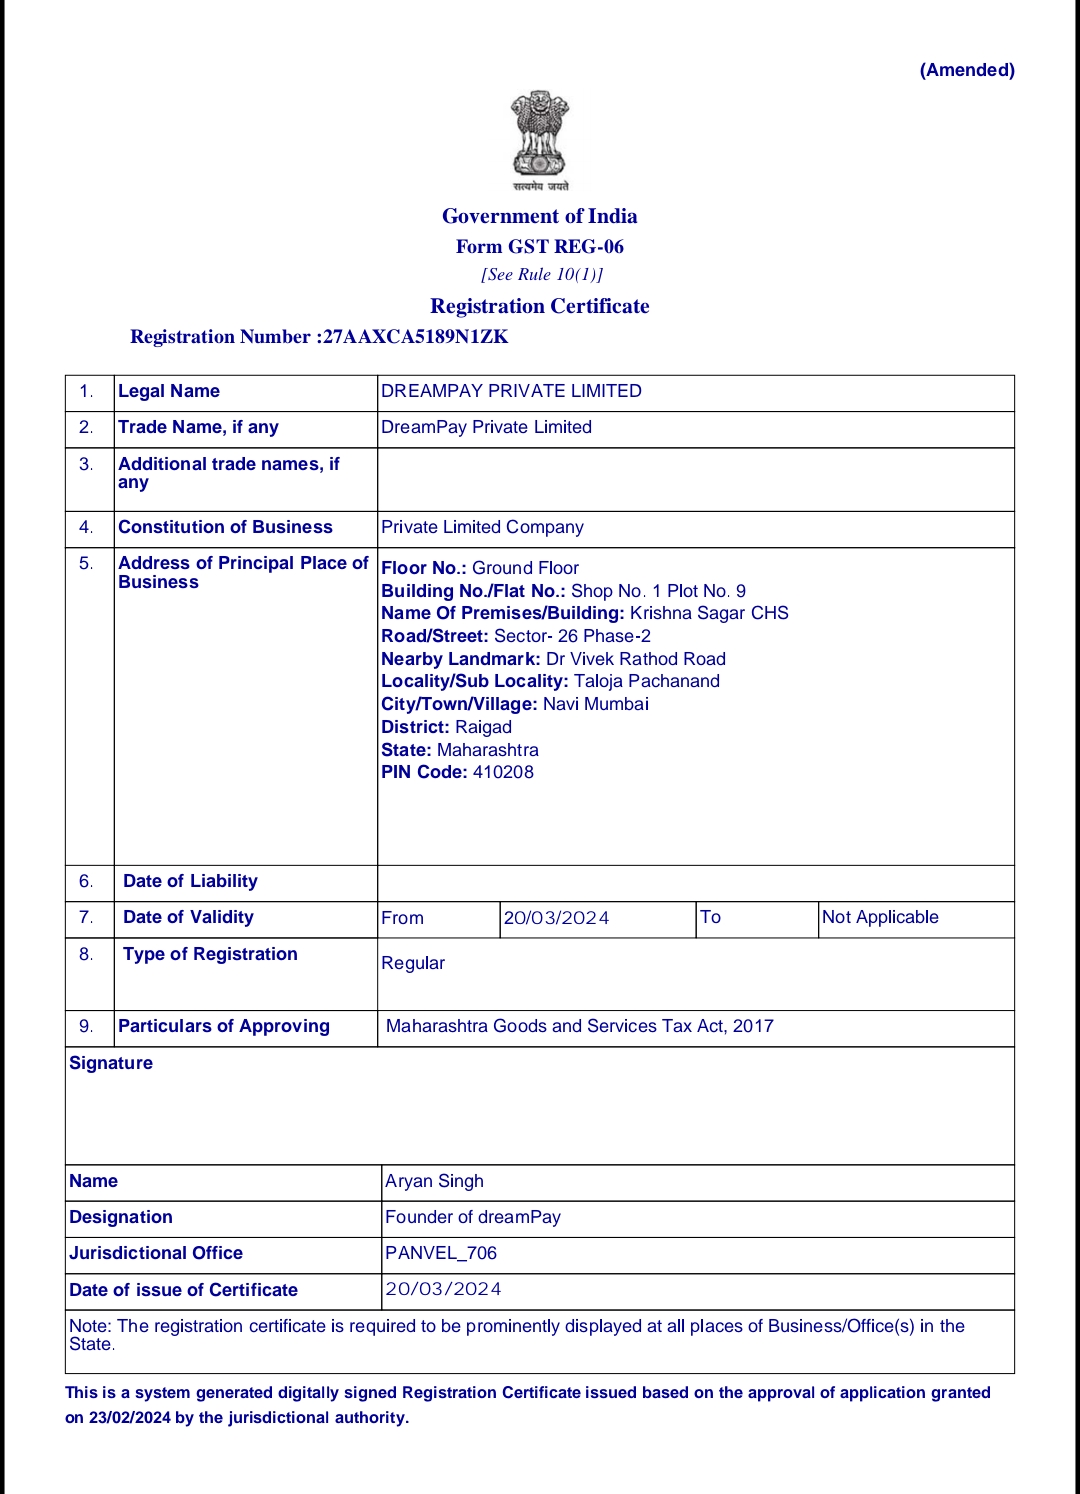 (Amended)
सत्यमेव जयते
Government of India
Form GST REG-06
[See Rule 10(1)]
Registration Certificate
Registration Number :27AAXCA5189N1ZK
1. Legal Name DREAMPAY PRIVATE LIMITED
2. Trade Name, if any DreamPay Private Limited
3. Additional trade names, if
any
4. Constitution of Business Private Limited Company
5. Address of Principal Place of
Business
Floor No.: Ground Floor
Building No./Flat No.: Shop No. 1 Plot No. 9
Name Of Premises/Building: Krishna Sagar CHS
Road/Street: Sector- 26 Phase-2
Nearby Landmark: Dr Vivek Rathod Road
Locality/Sub Locality: Taloja Pachanand
City/Town/Village: Navi Mumbai
District: Raigad
State: Maharashtra
PIN Code: 410208
6. Date of Liability
7. Date of Validity From 20/03/2024 To Not Applicable
8. Type of Registration Regular
9. Particulars of Approving Maharashtra Goods and Services Tax Act, 2017
Signature
Name Aryan Singh
Designation Founder of dreamPay
Jurisdictional Office PANVEL_706
Date of issue of Certificate 20/03/2024
Note: The registration certificate is required to be prominently displayed at all places of Business/Office(s) in the
State.
This is a system generated digitally signed Registration Certificate issued based on the approval of application granted
on 23/02/2024 by the jurisdictional authority.